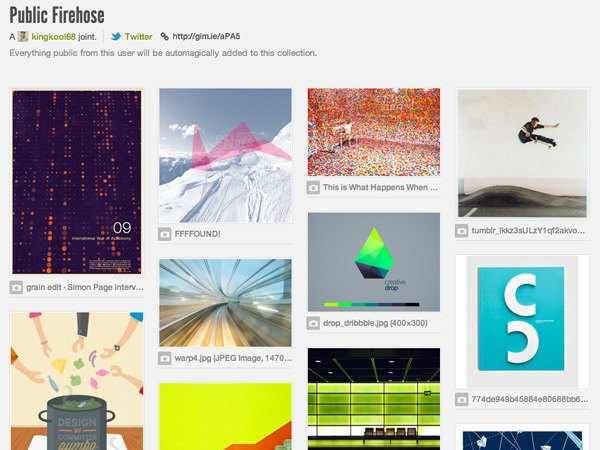 Public Firehose
A kingkool68 joint. Twitter http://gim.ie/aPA5
Everything public from this user will be automagically added to this collection.
09
International Year of Astronomy
grain edit · Simon Page interv...
FFFFOUND!
warp4.jpg (JPEG Image, 1470...
This is What Happens When ...
creative
drop
drop_dribbble.jpg (400×300)
tumblr_lkkz3sULzY1qf2akvo...
774de949b45884e80688bb6...
DESIGN
BY
COMMITTEE
gumbo